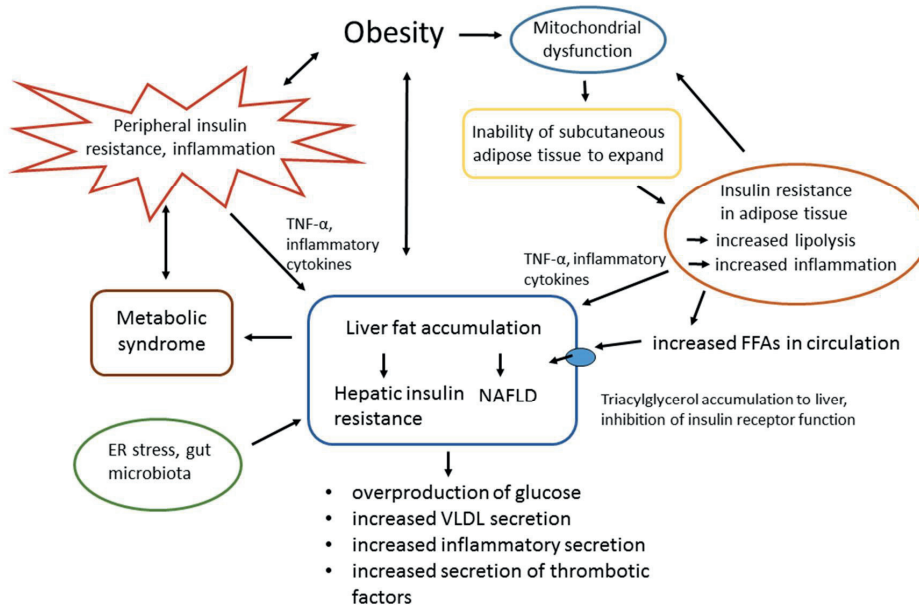 Obesity
Mitochondrial
dysfunction
Peripheral insulin
resistance, inflammation
Inability of subcutaneous
adipose tissue to expand
Insulin resistance
in adipose tissue
increased lipolysis
increased inflammation
TNF-α,
inflammatory
cytokines
TNF-α, inflammatory
cytokines
Metabolic
syndrome
Liver fat accumulation
Hepatic insulin
resistance
NAFLD
increased FFAs in circulation
Triacylglycerol accumulation to liver,
inhibition of insulin receptor function
ER stress, gut
microbiota
• overproduction of glucose
• increased VLDL secretion
• increased inflammatory secretion
• increased secretion of thrombotic
factors